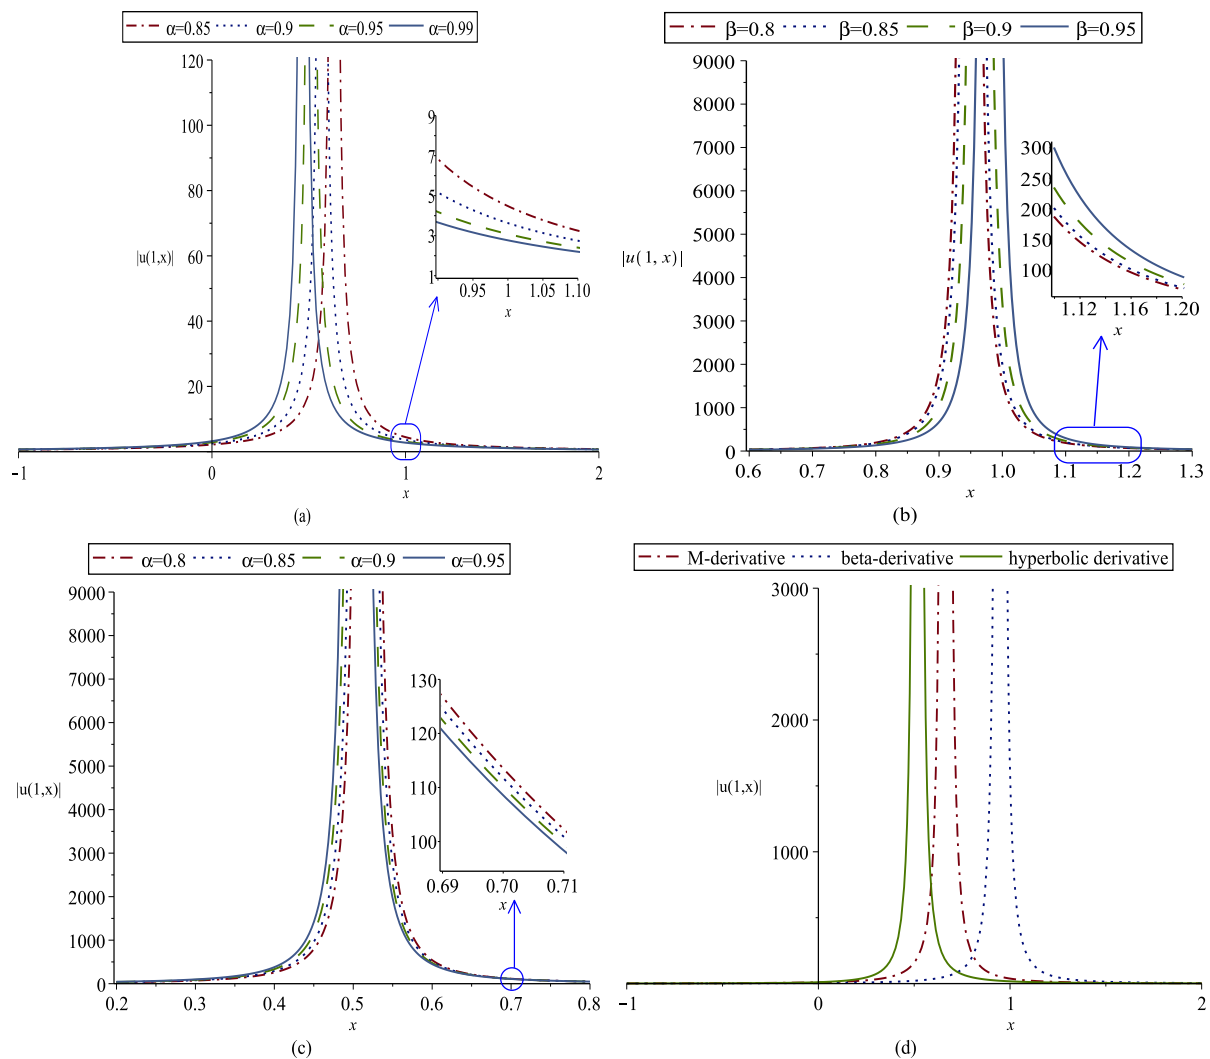 α=0.85 α=0.9 α=0.95 α=0.99
120
100
80
60
40
20
|u(1,x)|
−1 0 1 2
x
9
7
5
3
1
0.95 1 1.05 1.10
x
(a)
β=0.8 β=0.85 β=0.9 β=0.95
9000
8000
7000
6000
5000
4000
3000
2000
1000
0
|u(1, x)|
0.6 0.7 0.8 0.9 1.0 1.1 1.2 1.3
x
300
250
200
150
100
1.12 1.16 1.20
x
(b)
α=0.8 α=0.85 α=0.9 α=0.95
9000
8000
7000
6000
5000
4000
3000
2000
1000
0
|u(1,x)|
0.2 0.3 0.4 0.5 0.6 0.7 0.8
x
130
120
110
100
0.69 0.70 0.71
x
(c)
M-derivative beta-derivative hyperbolic derivative
3000
2000
1000
|u(1,x)|
−1 0 1 2
x
(d)